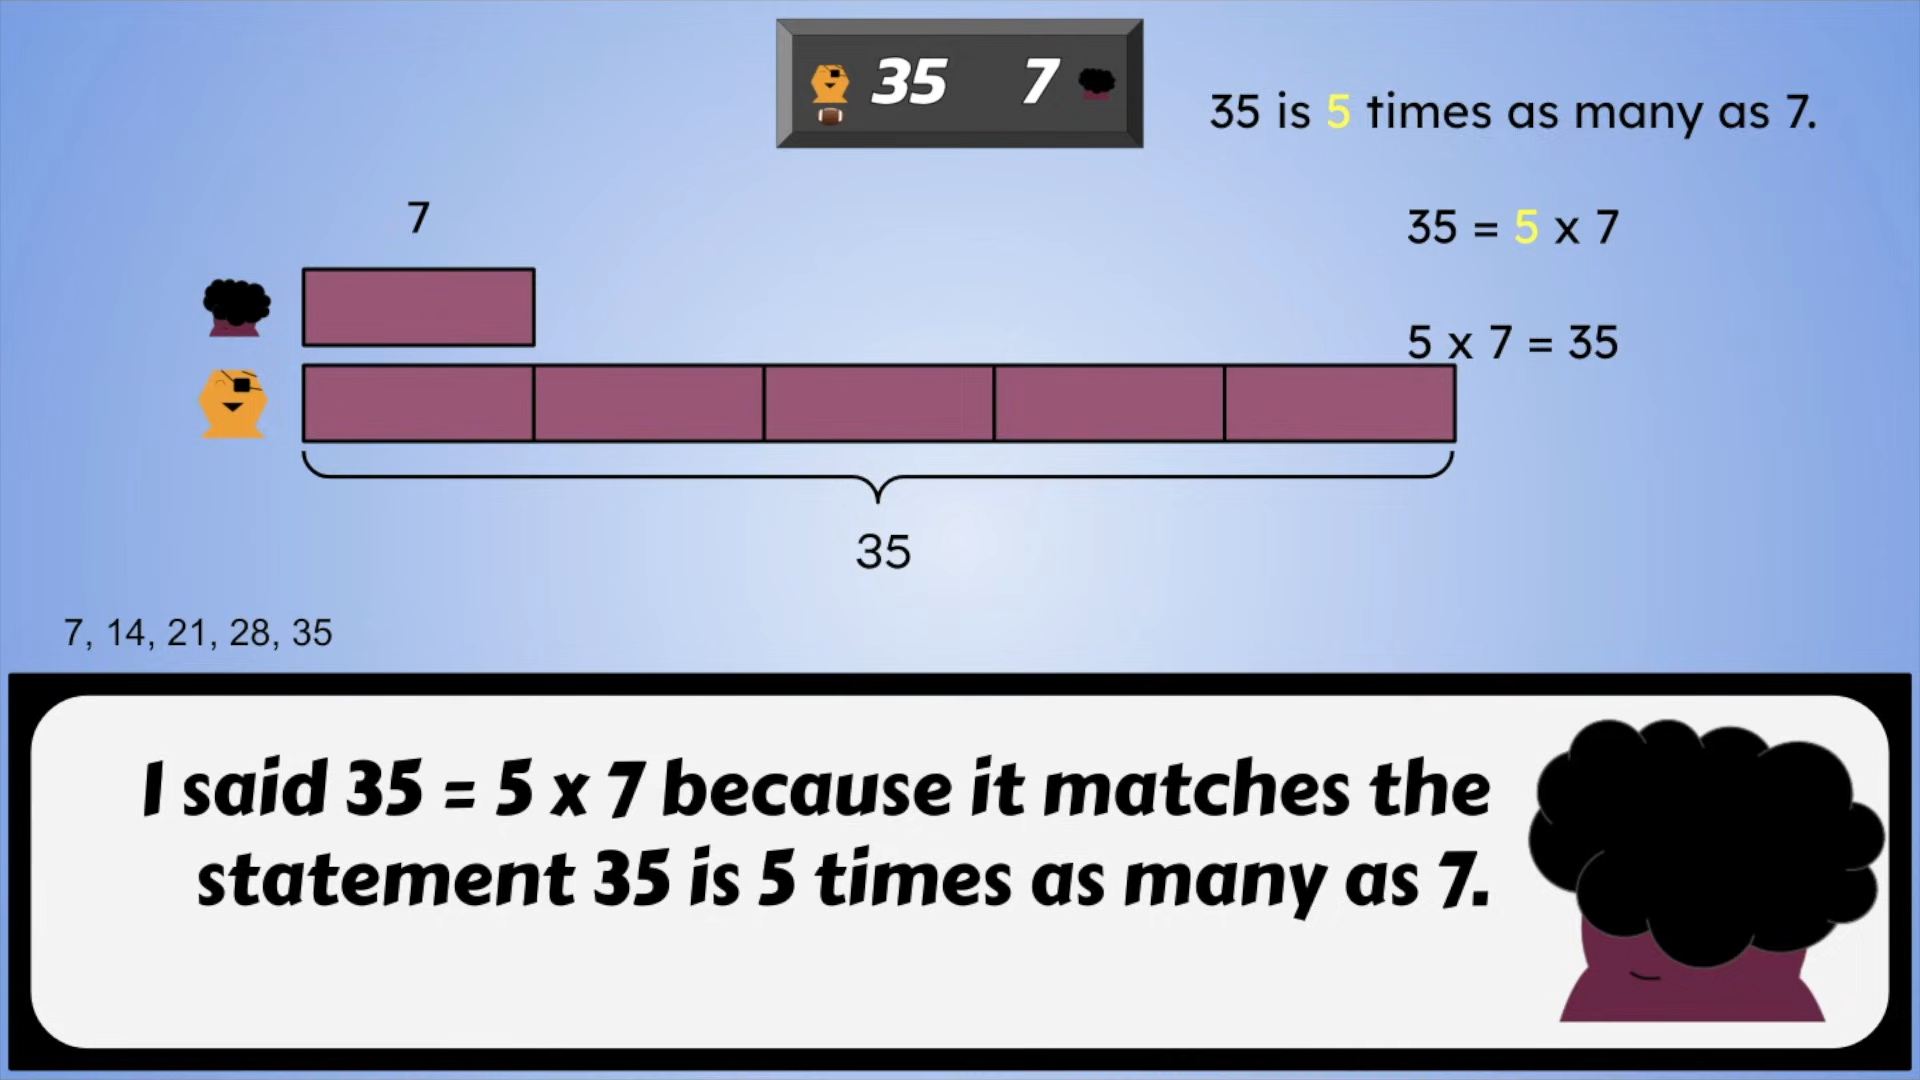 35 7
35 is 5 times as many as 7.
7
35 = 5 x 7
5 x 7 = 35
35
7, 14, 21, 28, 35
I said 35 = 5 x 7 because it matches the
statement 35 is 5 times as many as 7.